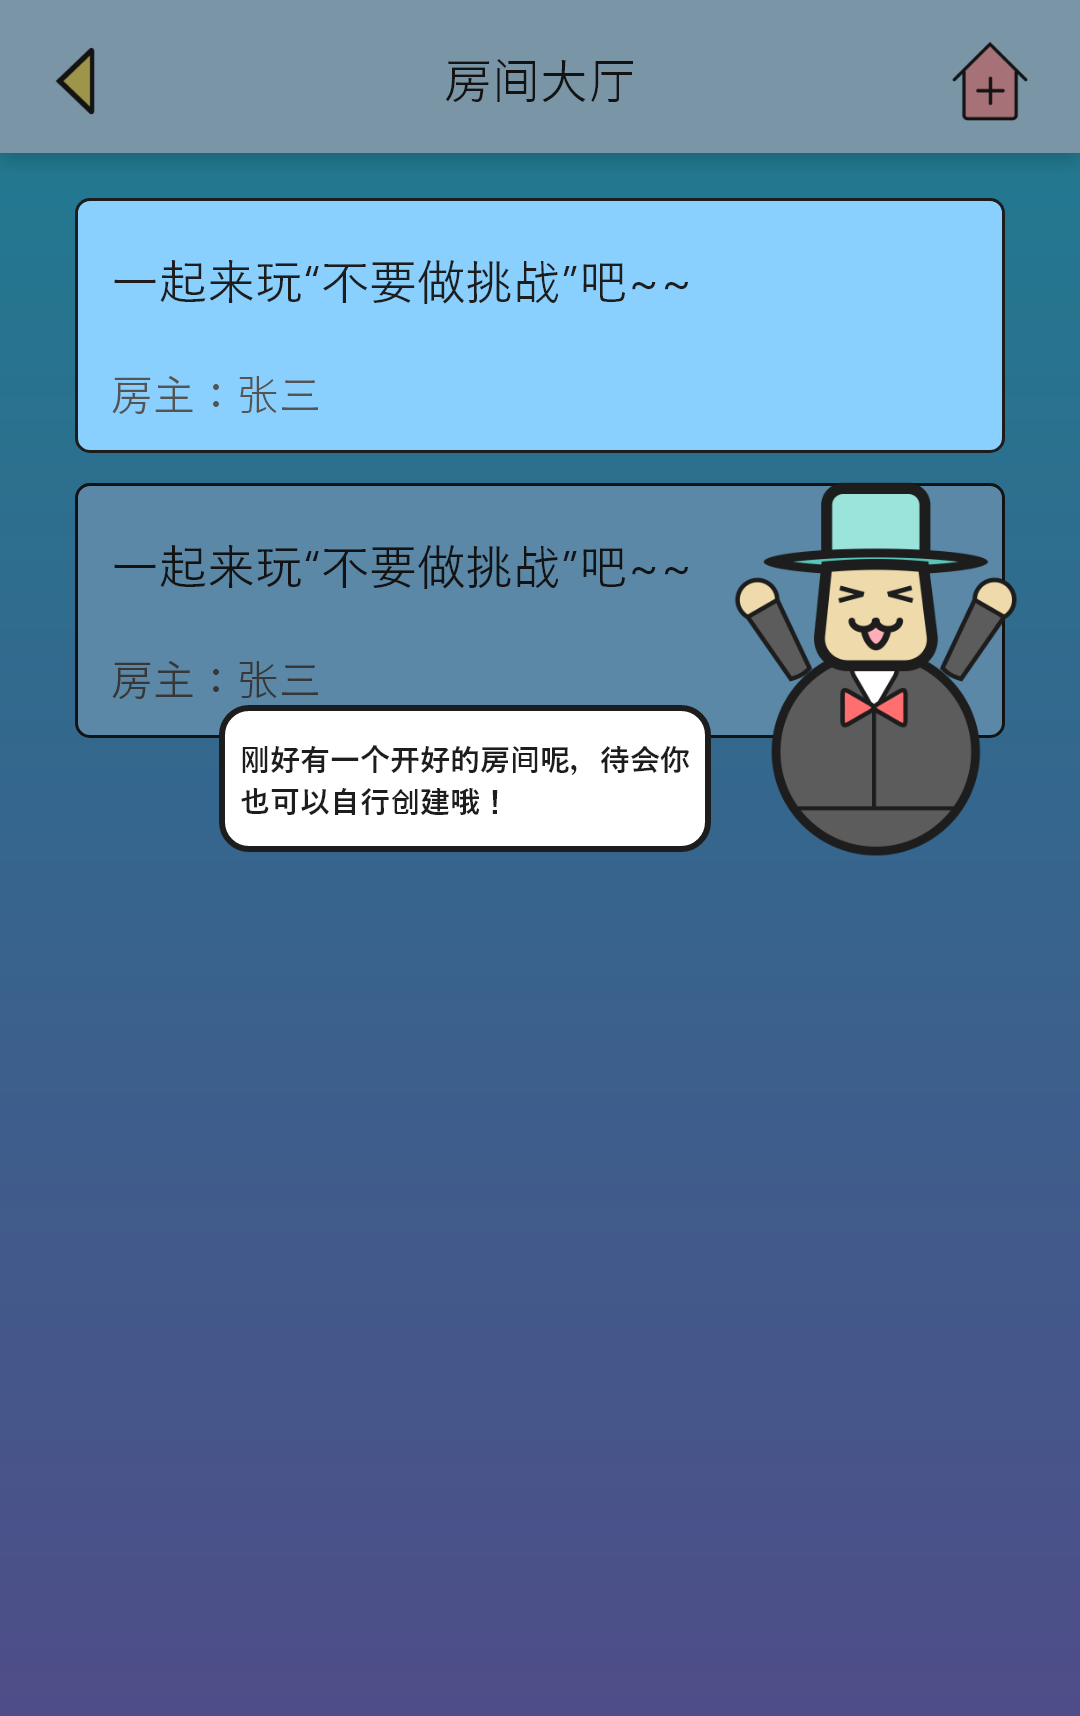 房间大厅
一起来玩“不要做挑战”吧~~
房主：张三
一起来玩“不要做挑战”吧~~
房主：张三
刚好有一个开好的房间呢，待会你
也可以自行创建哦！